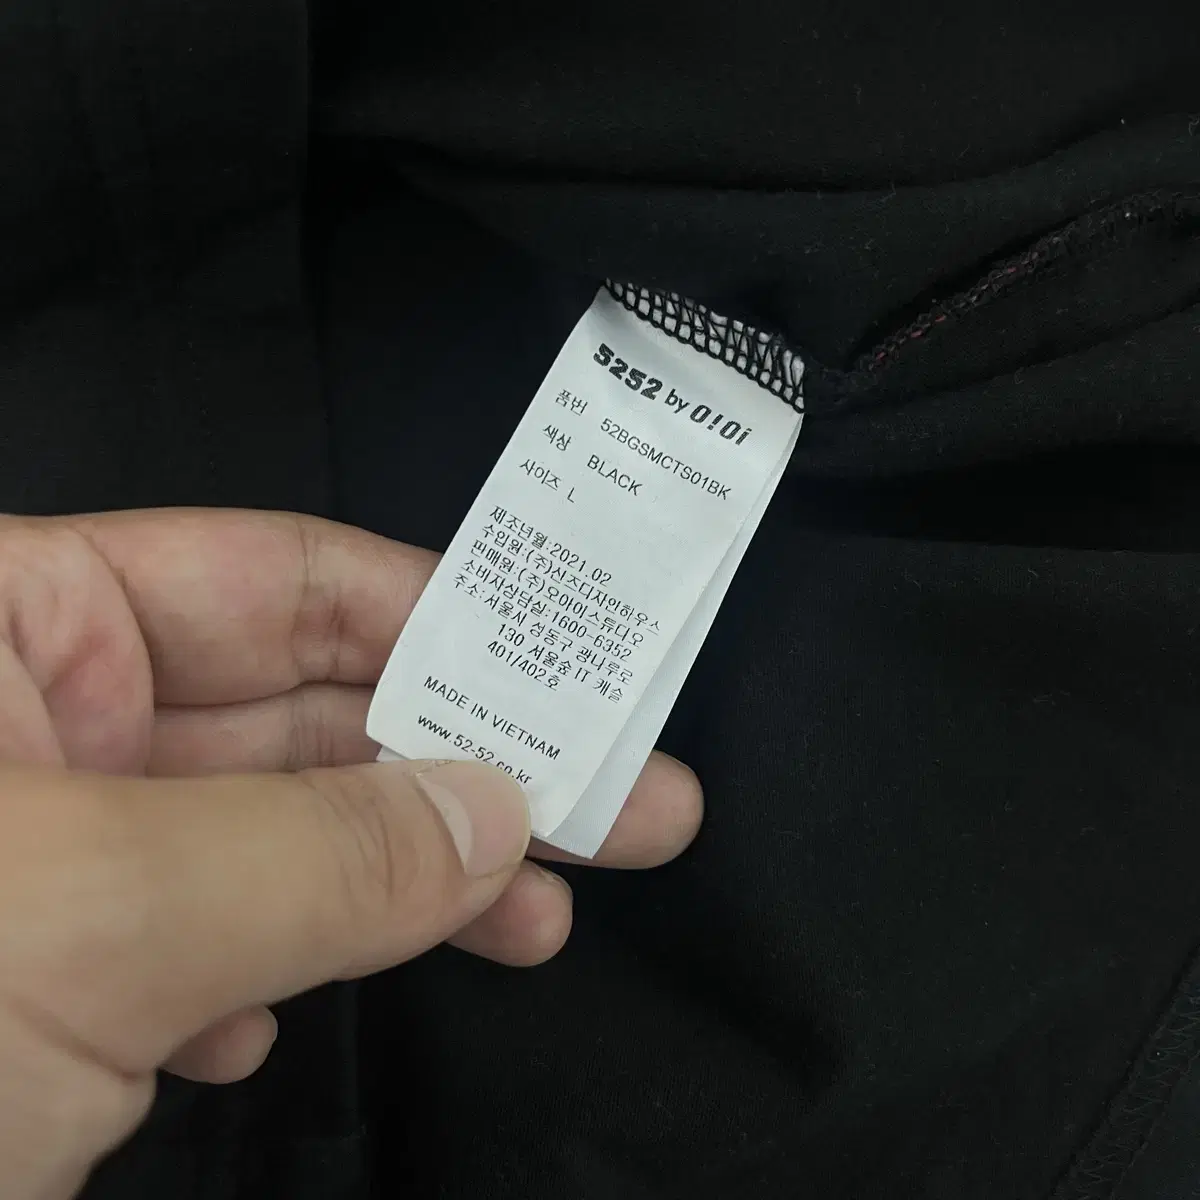 5252 by O!Oi
품번 52BGSMCTS01BK
색상 BLACK
사이즈 L
제조년월:2021.02
수입원:(주)신즈디자인하우스
판매원:(주)오아이스튜디오
소비자상담실:1600-6352
주소:서울시 성동구 광나루로
130 서울숲 IT 캐슬
401/402호
MADE IN VIETNAM
www.52-52.co.kr